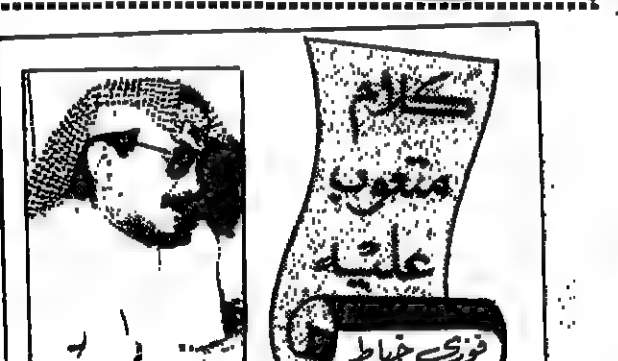 كلام
متعوب
عليه
فوزي خياط